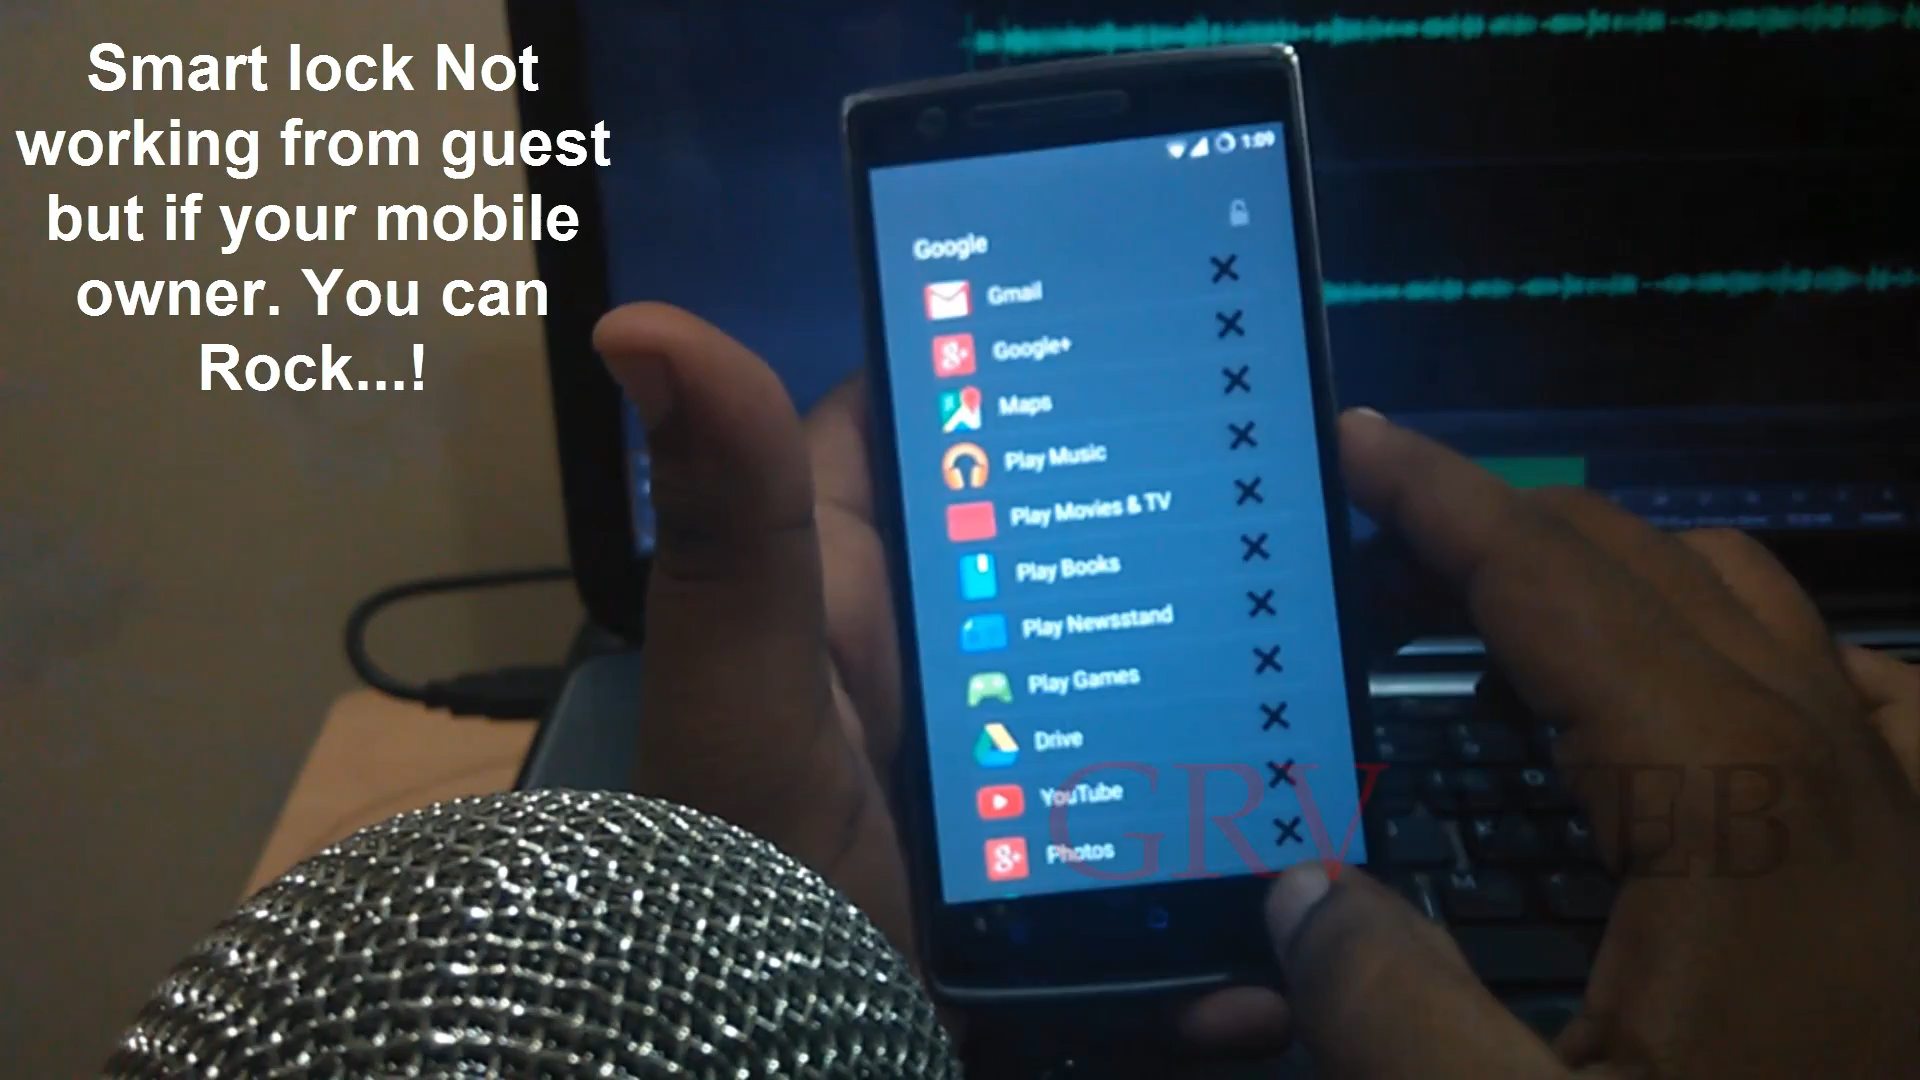 Smart lock Not
working from guest
but if your mobile
owner. You can
Rock...!
1:09
Google
Gmail
Google+
Maps
Play Music
Play Movies & TV
Play Books
Play Newsstand
Play Games
Drive
YouTube
Photos
GRV WEB